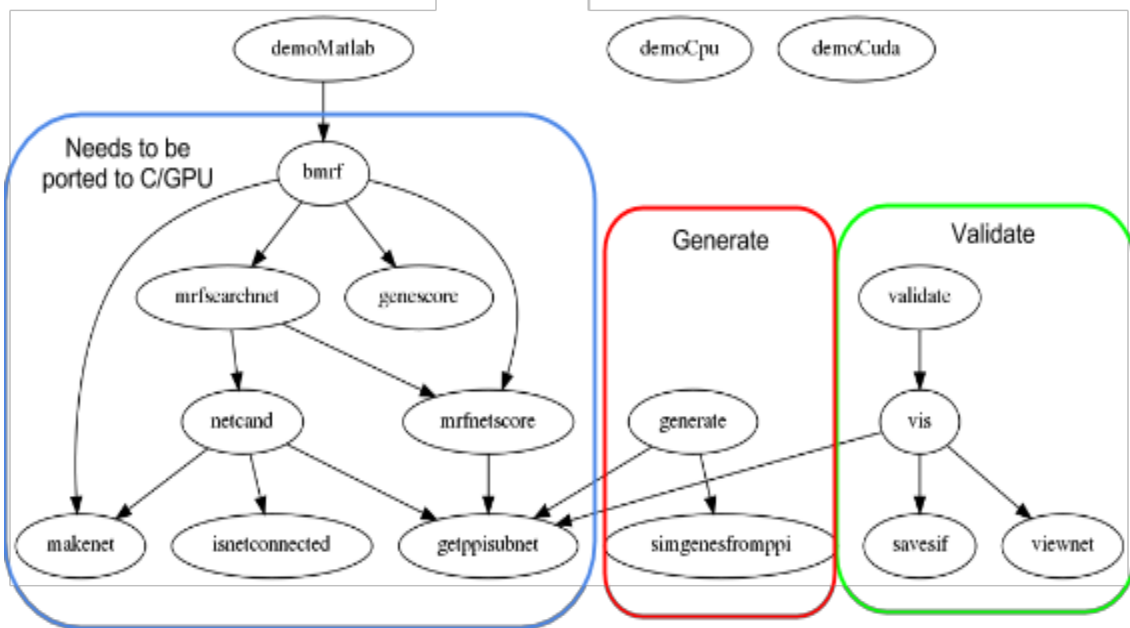 demoMatlab
demoCpu
demoCuda
Needs to be
ported to C/GPU
bmrf
Generate
Validate
mrfsearchnet
genescore
validate
netcand
mrfnetscore
generate
vis
makenet
isnetconnected
getppisubnet
simgenesfromppi
savesif
viewnet